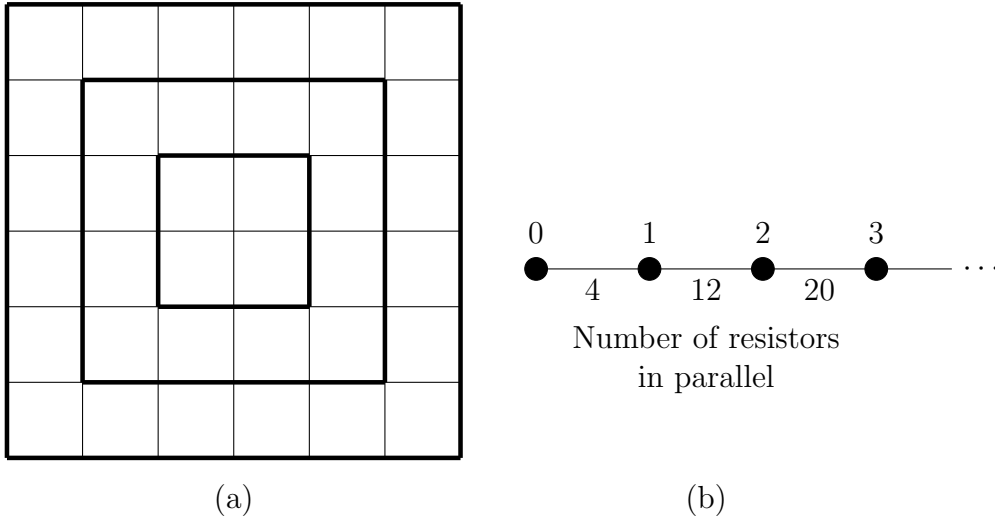 0 1 2 3
4 12 20 ...
Number of resistors
in parallel
(a) (b)